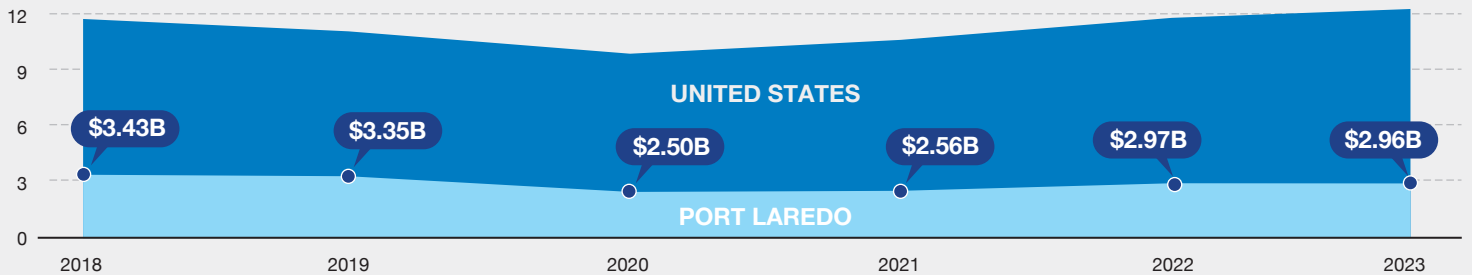 12
9
UNITED STATES
6
$3.43B $3.35B $2.50B $2.56B $2.97B $2.96B
3
PORT LAREDO
0
2018 2019 2020 2021 2022 2023